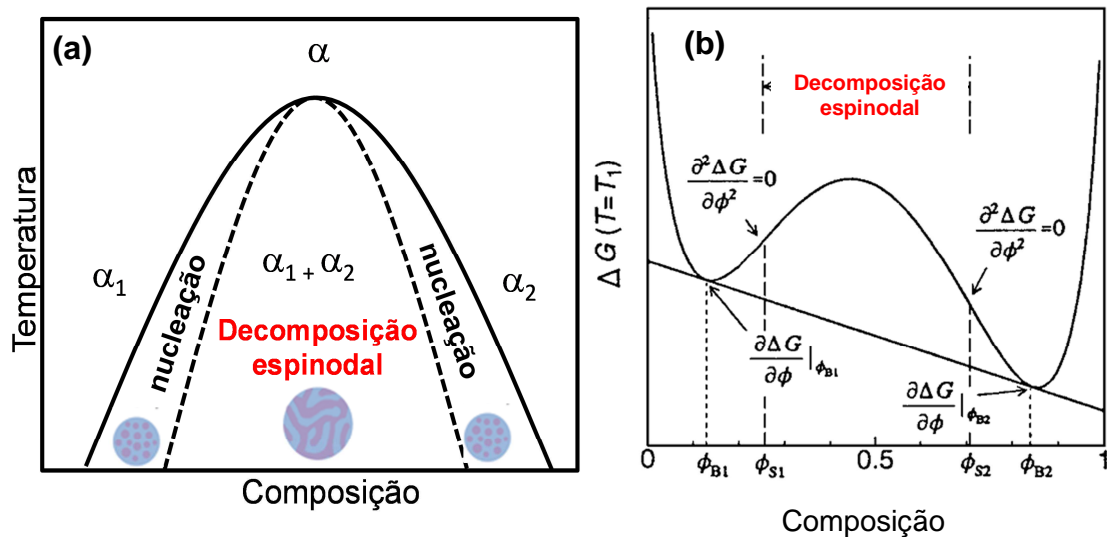 (a)
α
Temperatura
α₁
nucleação
α₁ + α₂
nucleação
α₂
Decomposição
espinodal
Composição
(b)
Decomposição
espinodal
ΔG (T=T₁)
∂²ΔG/∂ϕ² =0
∂²ΔG/∂ϕ² =0
∂ΔG/∂ϕ |ϕB1
∂ΔG/∂ϕ |ϕB2
0 ϕB1 ϕS1 0.5 ϕS2 ϕB2 1
Composição